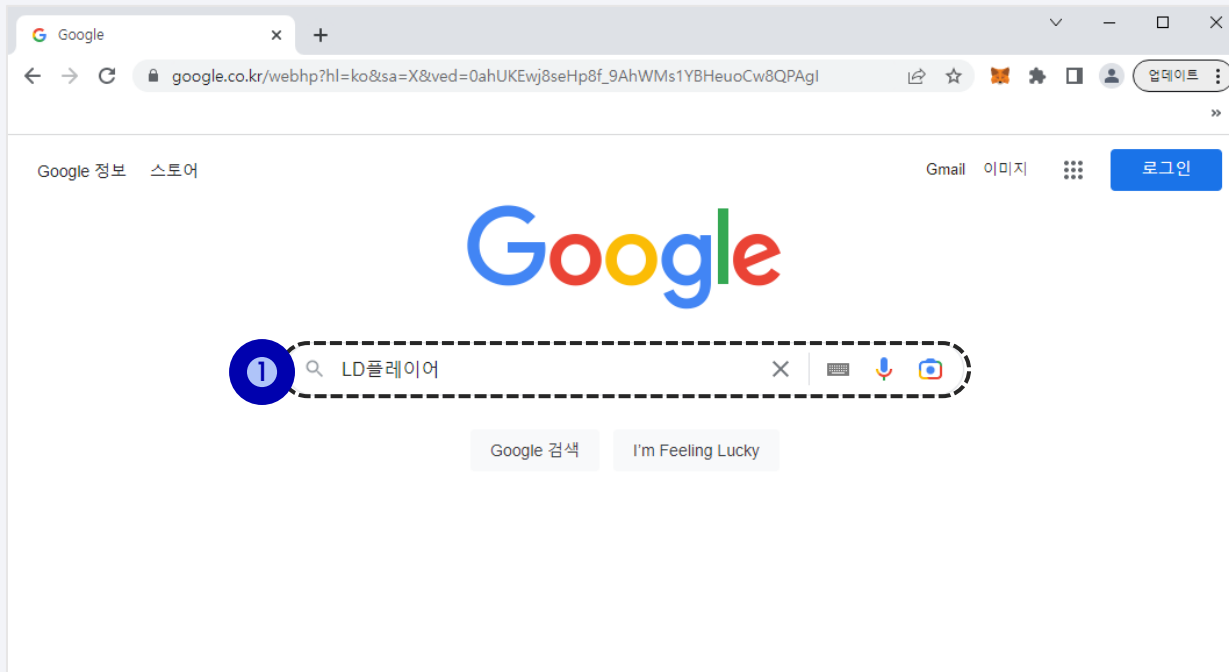 Google
google.co.kr/webhp?hl=ko&sa=X&ved=0ahUKEwj8seHp8f_9AhWMs1YBHeuoCw8QPAgI
업데이트
Google 정보 스토어 Gmail 이미지 로그인
Google
1 LD플레이어
Google 검색 I'm Feeling Lucky